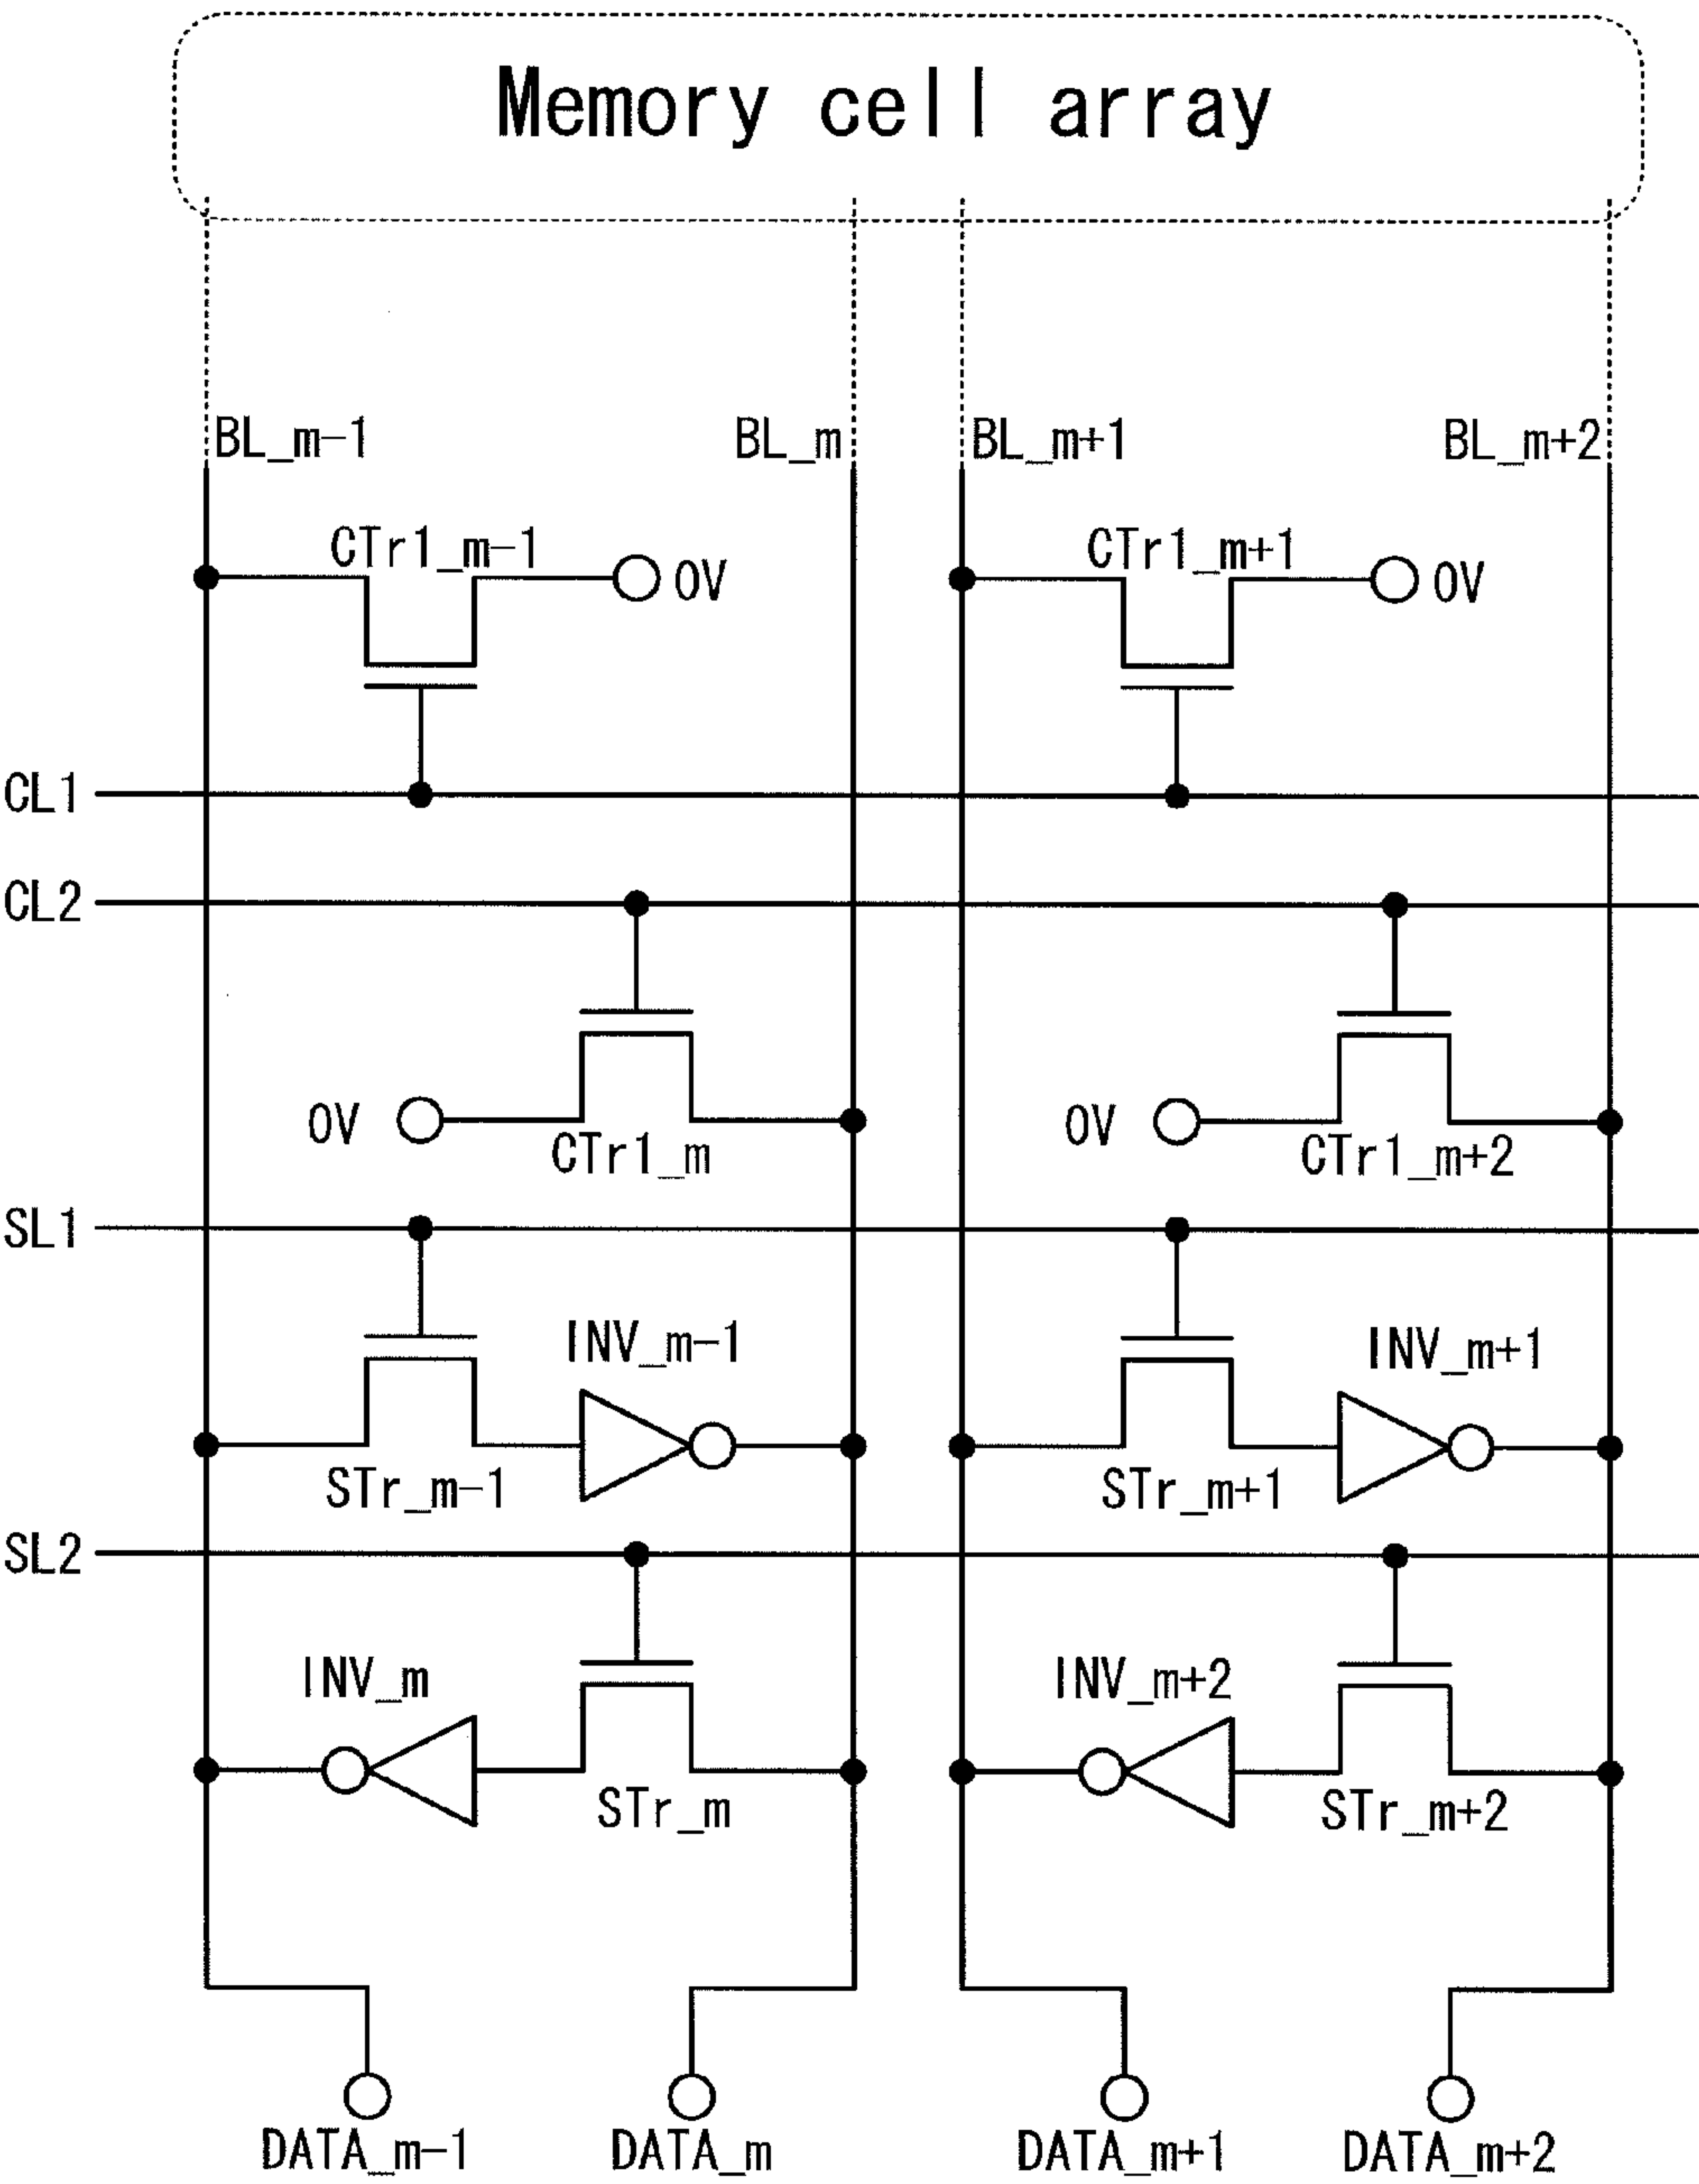 Memory cell array
BL_m-1 BL_m BL_m+1 BL_m+2
CTr1_m-1 CTr1_m+1
0V 0V
CL1
CL2
0V 0V
CTr1_m CTr1_m+2
SL1
INV_m-1 INV_m+1
STr_m-1 STr_m+1
SL2
INV_m INV_m+2
STr_m STr_m+2
DATA_m-1 DATA_m DATA_m+1 DATA_m+2